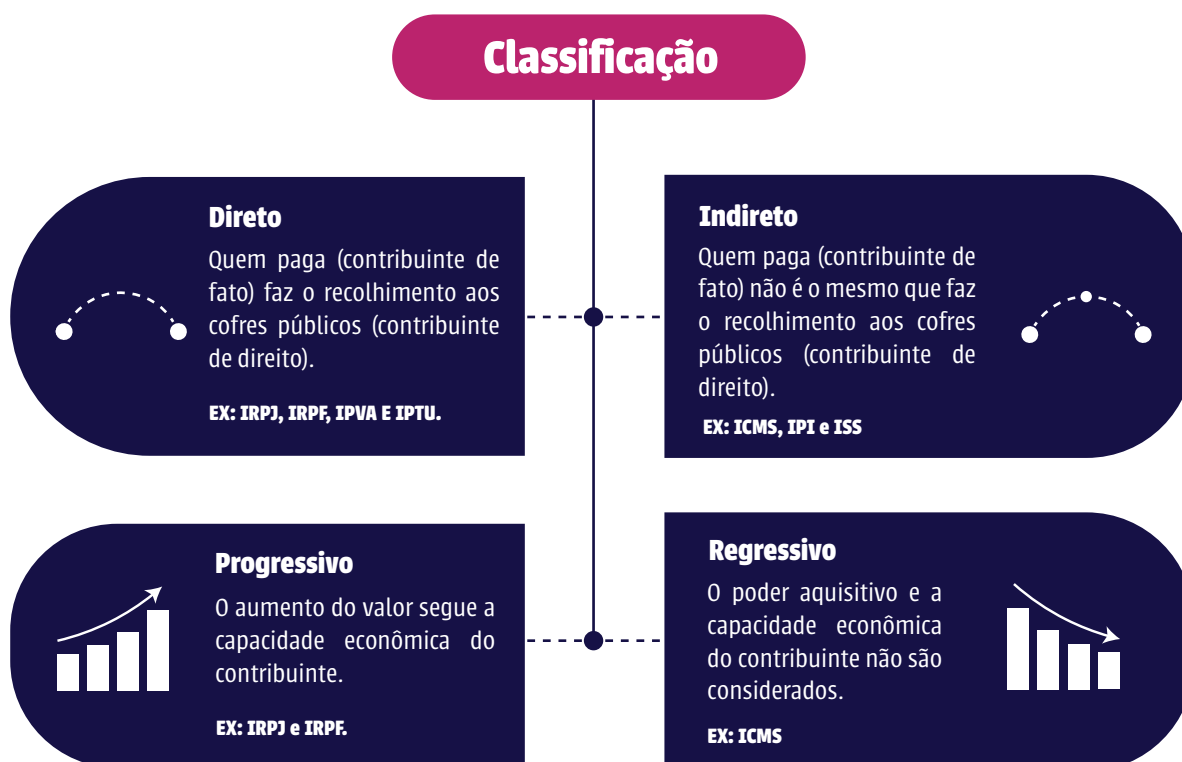 Classificação
Direto
Quem paga (contribuinte de
fato) faz o recolhimento aos
cofres públicos (contribuinte
de direito).
EX: IRPJ, IRPF, IPVA E IPTU.
Indireto
Quem paga (contribuinte de
fato) não é o mesmo que faz
o recolhimento aos cofres
públicos (contribuinte de
direito).
EX: ICMS, IPI e ISS
Progressivo
O aumento do valor segue a
capacidade econômica do
contribuinte.
EX: IRPJ e IRPF.
Regressivo
O poder aquisitivo e a
capacidade econômica
do contribuinte não são
considerados.
EX: ICMS